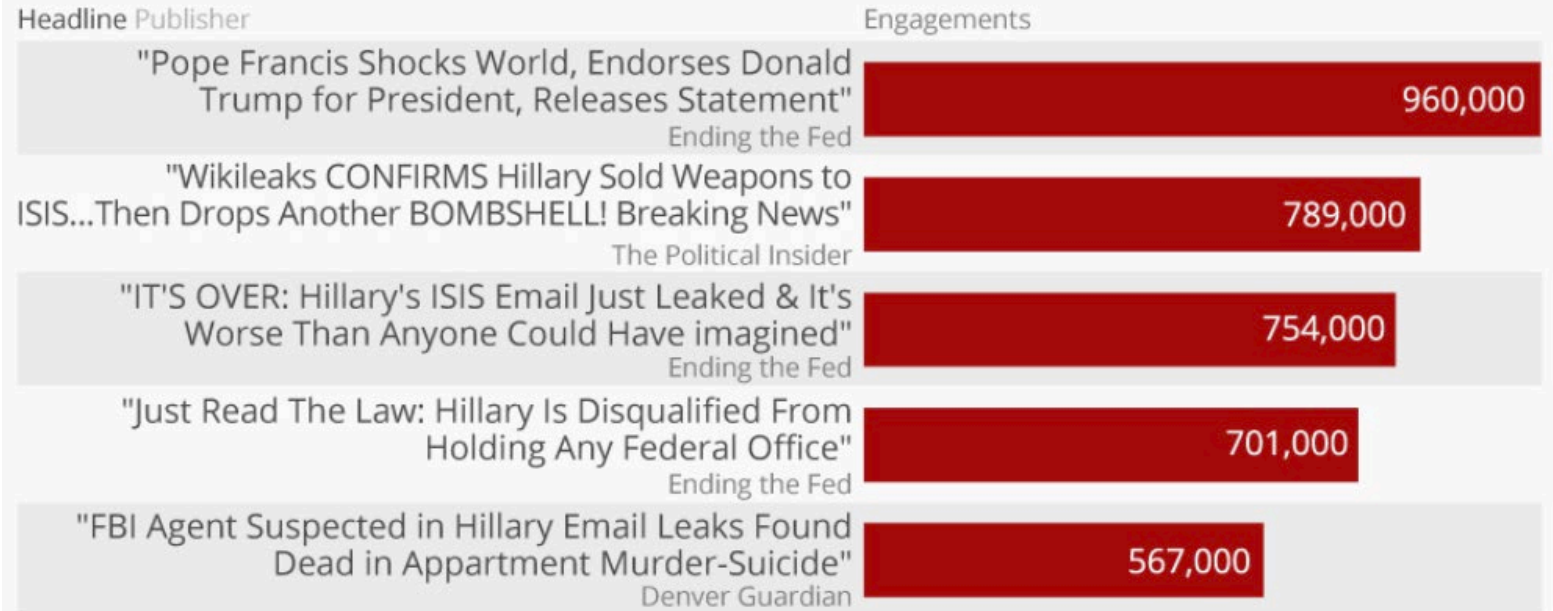 Headline Publisher
Engagements
"Pope Francis Shocks World, Endorses Donald
Trump for President, Releases Statement"
Ending the Fed
960,000
"Wikileaks CONFIRMS Hillary Sold Weapons to
ISIS...Then Drops Another BOMBSHELL! Breaking News"
The Political Insider
789,000
"IT'S OVER: Hillary's ISIS Email Just Leaked & It's
Worse Than Anyone Could Have imagined"
Ending the Fed
754,000
"Just Read The Law: Hillary Is Disqualified From
Holding Any Federal Office"
Ending the Fed
701,000
"FBI Agent Suspected in Hillary Email Leaks Found
Dead in Appartment Murder-Suicide"
Denver Guardian
567,000